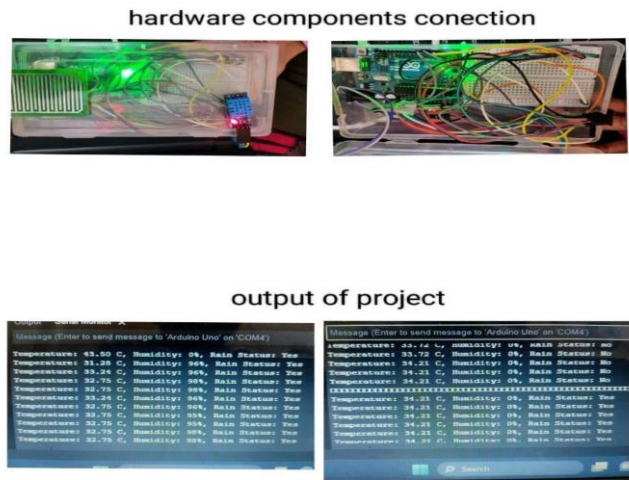 hardware components conection
output of project
Output Serial Monitor X
Message (Enter to send message to 'Arduino Uno' on 'COM4')
Temperature: 43.50 C, Humidity: 0%, Rain Status: Yes
Temperature: 31.28 C, Humidity: 96%, Rain Status: Yes
Temperature: 33.24 C, Humidity: 96%, Rain Status: Yes
Temperature: 32.75 C, Humidity: 98%, Rain Status: Yes
Temperature: 33.24 C, Humidity: 96%, Rain Status: Yes
Temperature: 32.75 C, Humidity: 96%, Rain Status: Yes
Temperature: 32.75 C, Humidity: 95%, Rain Status: Yes
Temperature: 32.75 C, Humidity: 95%, Rain Status: Yes
Temperature: 32.75 C, Humidity: 98%, Rain Status: Yes
Temperature: 32.75 C, Humidity: 98%, Rain Status: Yes
Message (Enter to send message to 'Arduino Uno' on 'COM4')
Temperature: 33.72 C, Humidity: 0%, Rain Status: No
Temperature: 33.72 C, Humidity: 0%, Rain Status: No
Temperature: 34.21 C, Humidity: 0%, Rain Status: No
Temperature: 34.21 C, Humidity: 0%, Rain Status: No
Temperature: 34.21 C, Humidity: 0%, Rain Status: Yes
Temperature: 34.21 C, Humidity: 0%, Rain Status: Yes
Temperature: 34.21 C, Humidity: 0%, Rain Status: Yes
Temperature: 34.21 C, Humidity: 0%, Rain Status: Yes
Temperature: 34.21 C, Humidity: 0%, Rain Status: Yes
Search